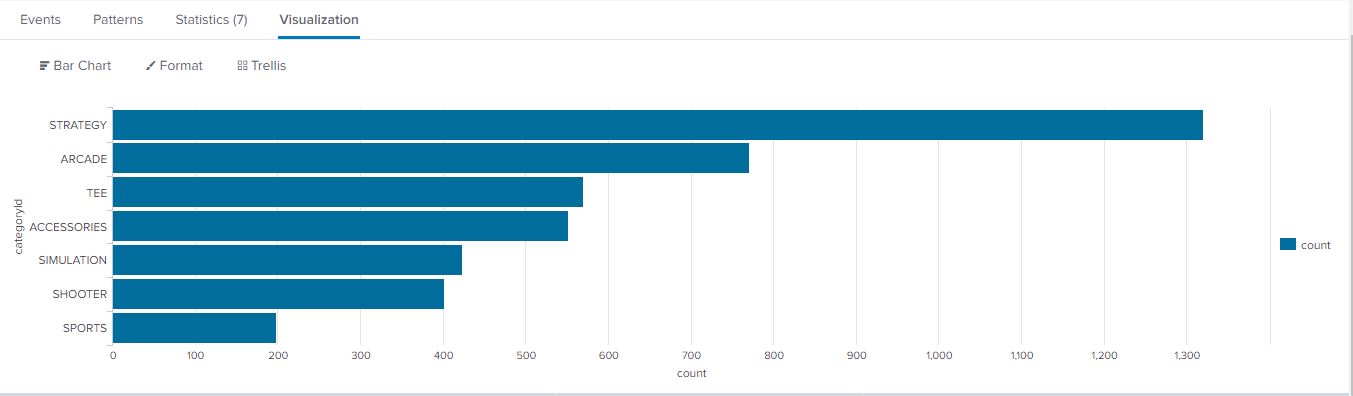 Events Patterns Statistics (7) Visualization
Bar Chart Format Trellis
STRATEGY
ARCADE
TEE
ACCESSORIES
SIMULATION
SHOOTER
SPORTS
categoryId
0 100 200 300 400 500 600 700 800 900 1,000 1,100 1,200 1,300
count
count